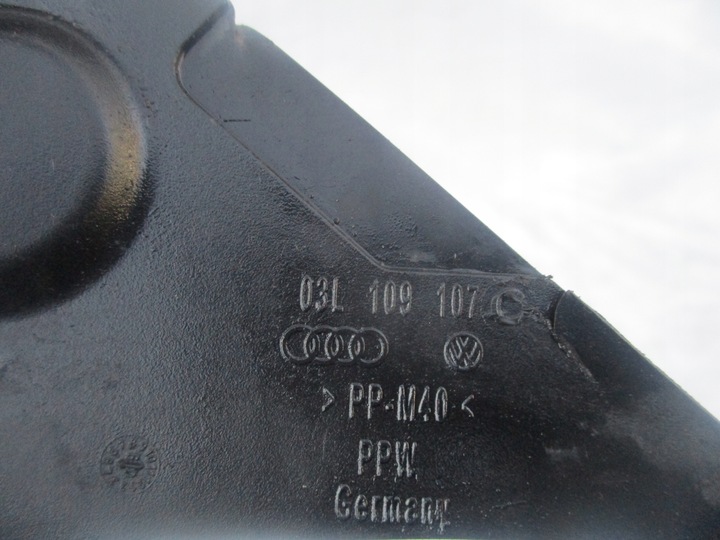 03L 109 107 C
> PP-M40 <
PPW
Germany